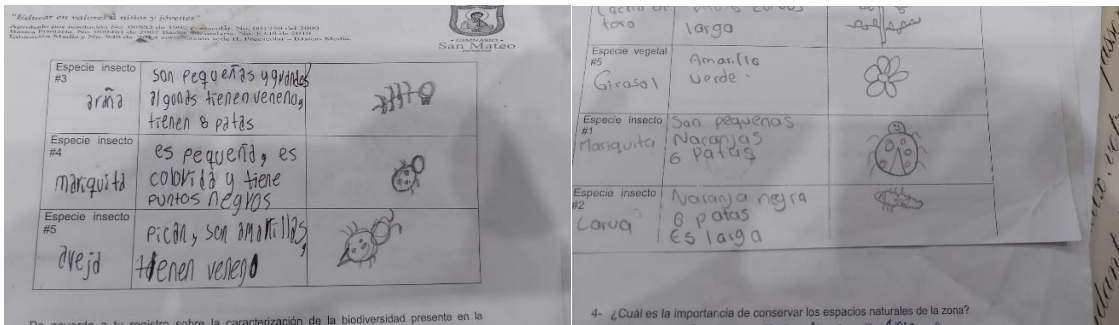 "Educar en valores a niños y jóvenes"
GIMNASIO
San Mateo
Especie insecto
#3
araña
son pequeñas y grandes
algunas tienen veneno,
tienen 8 patas
Especie insecto
#4
mariquita
es pequeña, es
colorida y tiene
puntos negros
Especie insecto
#5
aveja
Pican, son amarillas,
tienen veneno
De acuerdo a tu registro sobre la caracterización de la biodiversidad presente en la
toro
larga
Especie vegetal
#5
Girasol
Amarillo
verde
Especie insecto
#1
Mariquita
Son pequeñas
Naranjas
6 patas
Especie insecto
#2
Larva
Naranja negra
6 patas
Es larga
4- ¿Cuál es la importancia de conservar los espacios naturales de la zona?